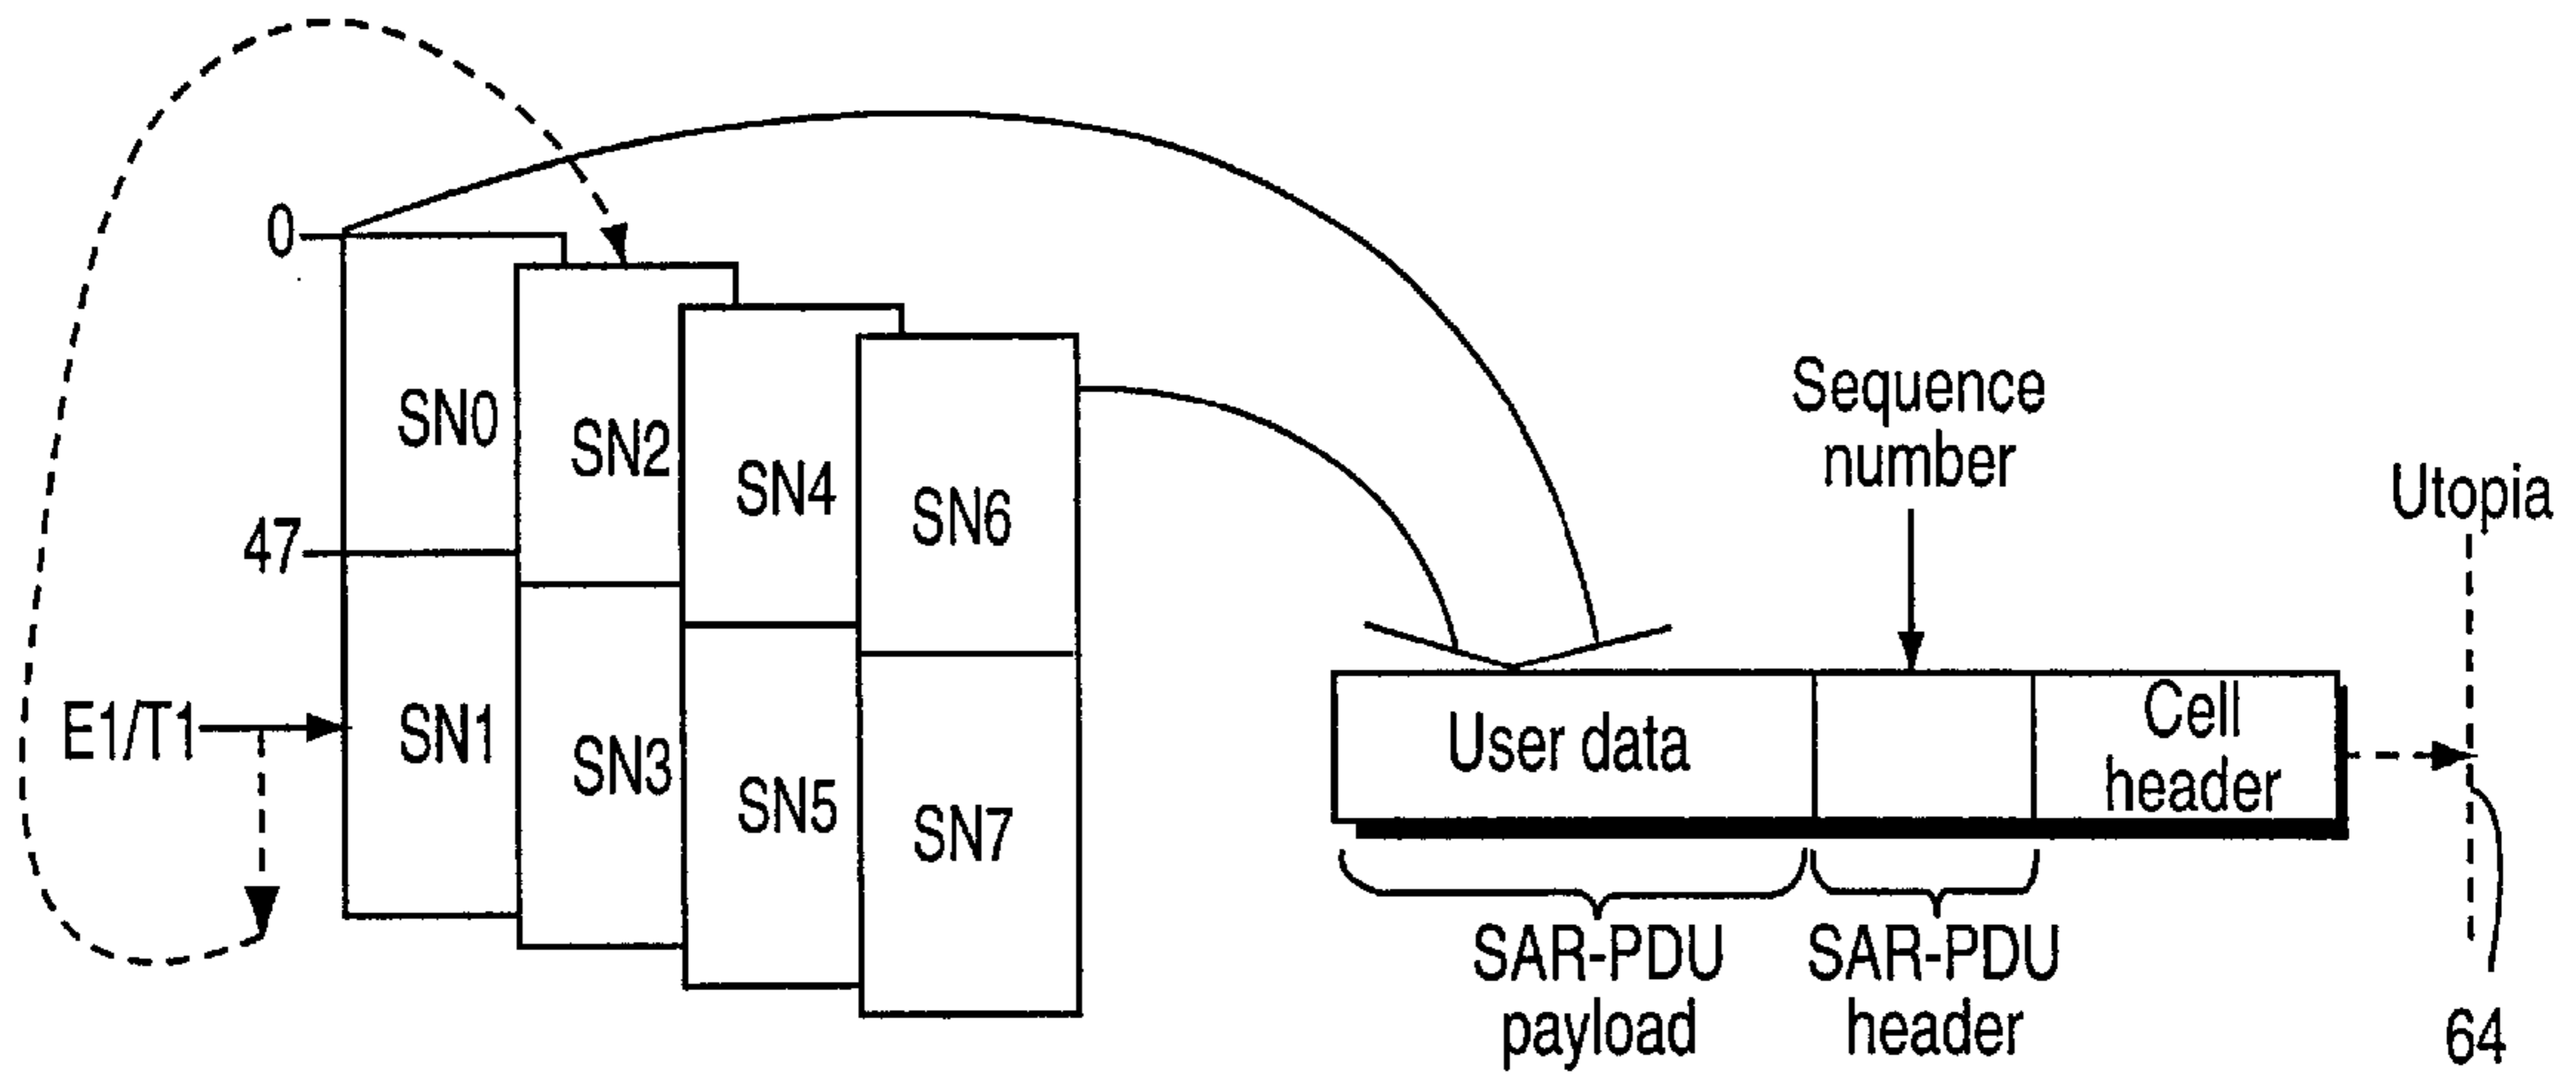 0
47
E1/T1
SN0
SN1
SN2
SN3
SN4
SN5
SN6
SN7
Sequence
number
Utopia
User data
Cell
header
SAR-PDU
payload
SAR-PDU
header
64